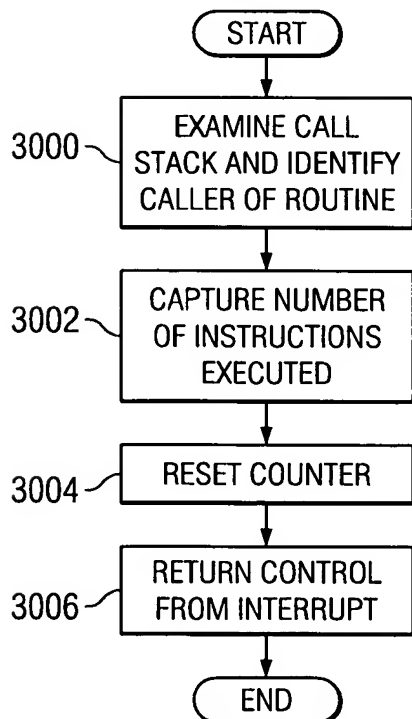 START
3000
EXAMINE CALL
STACK AND IDENTIFY
CALLER OF ROUTINE
3002
CAPTURE NUMBER
OF INSTRUCTIONS
EXECUTED
3004
RESET COUNTER
3006
RETURN CONTROL
FROM INTERRUPT
END